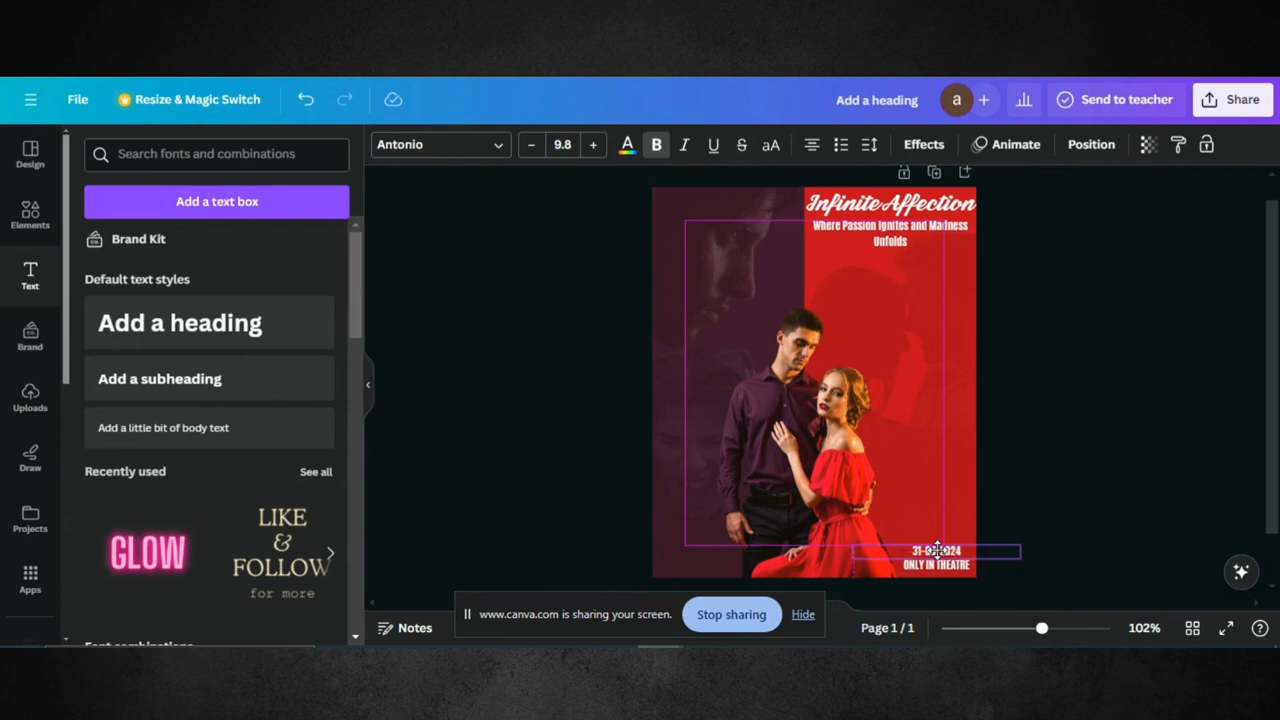 File
Resize & Magic Switch
Add a heading
a
Send to teacher
Share
Design
Elements
Text
Brand
Uploads
Draw
Projects
Apps
Search fonts and combinations
Add a text box
Brand Kit
Default text styles
Add a heading
Add a subheading
Add a little bit of body text
Recently used
See all
GLOW
LIKE
&
FOLLOW
for more
Antonio
9.8
B
I
U
S
aA
Effects
Animate
Position
Infinite Affection
Where Passion Ignites and Madness
Unfolds
ONLY IN THEATRE
www.canva.com is sharing your screen.
Stop sharing
Hide
Notes
Page 1 / 1
102%